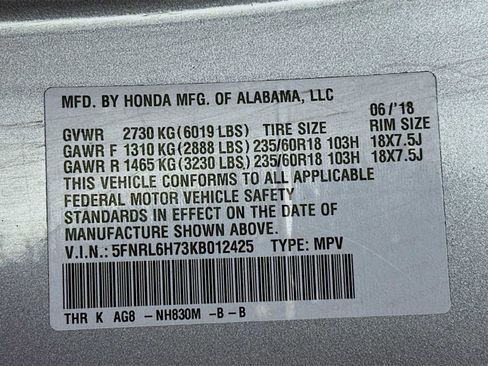 MFD. BY HONDA MFG. OF ALABAMA, LLC
06/'18
GVWR 2730 KG(6019 LBS) TIRE SIZE RIM SIZE
GAWR F 1310 KG(2888 LBS)235/60R18 103H 18X7.5J
GAWR R 1465 KG(3230 LBS)235/60R18 103H 18X7.5J
THIS VEHICLE CONFORMS TO ALL APPLICABLE
FEDERAL MOTOR VEHICLE SAFETY
STANDARDS IN EFFECT ON THE DATE OF
MANUFACTURE SHOWN ABOVE.
V.I.N.: 5FNRL6H73KB012425 TYPE: MPV
THR K AG8 -NH830M -B -B